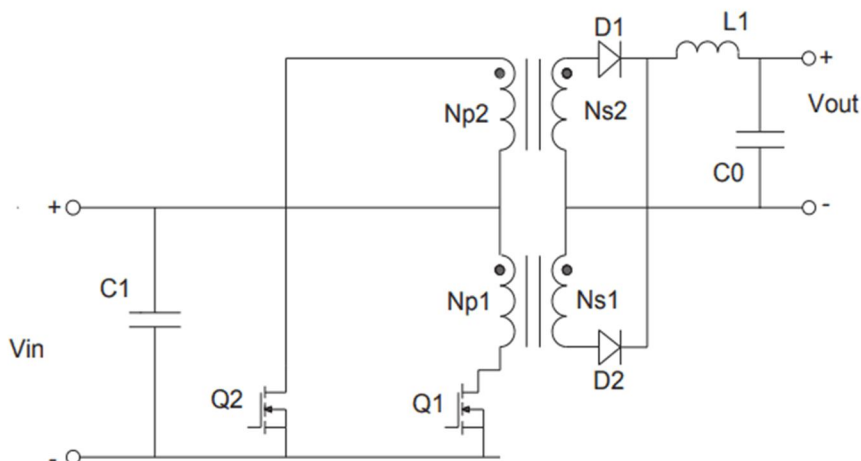 D1
L1
+
Np2
Ns2
Vout
C0
+
-
C1
Np1
Ns1
Vin
D2
Q2
Q1
-